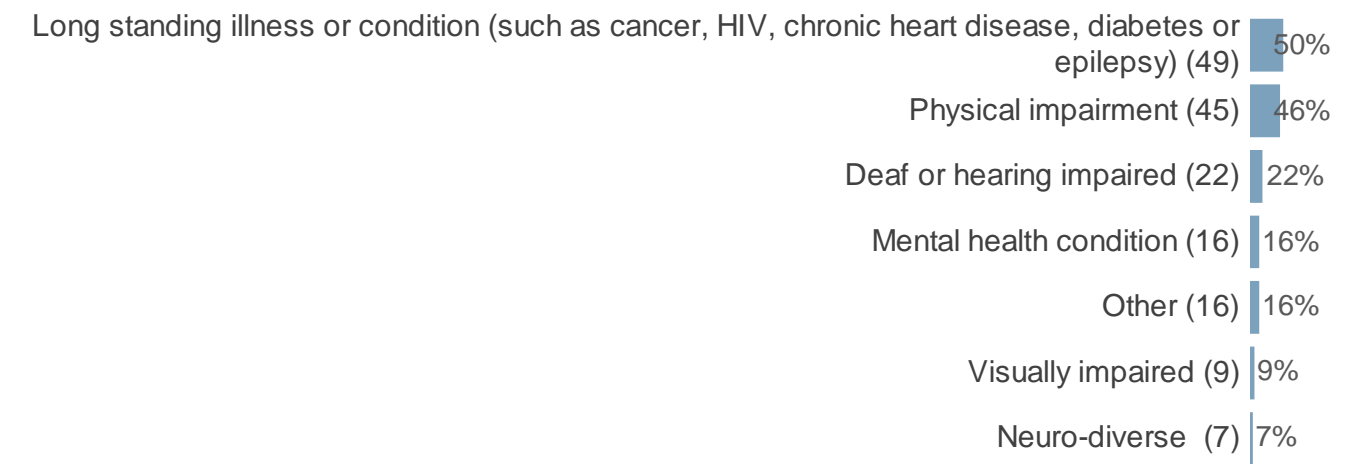 Long standing illness or condition (such as cancer, HIV, chronic heart disease, diabetes or
epilepsy) (49) 50%
Physical impairment (45) 46%
Deaf or hearing impaired (22) 22%
Mental health condition (16) 16%
Other (16) 16%
Visually impaired (9) 9%
Neuro-diverse  (7) 7%